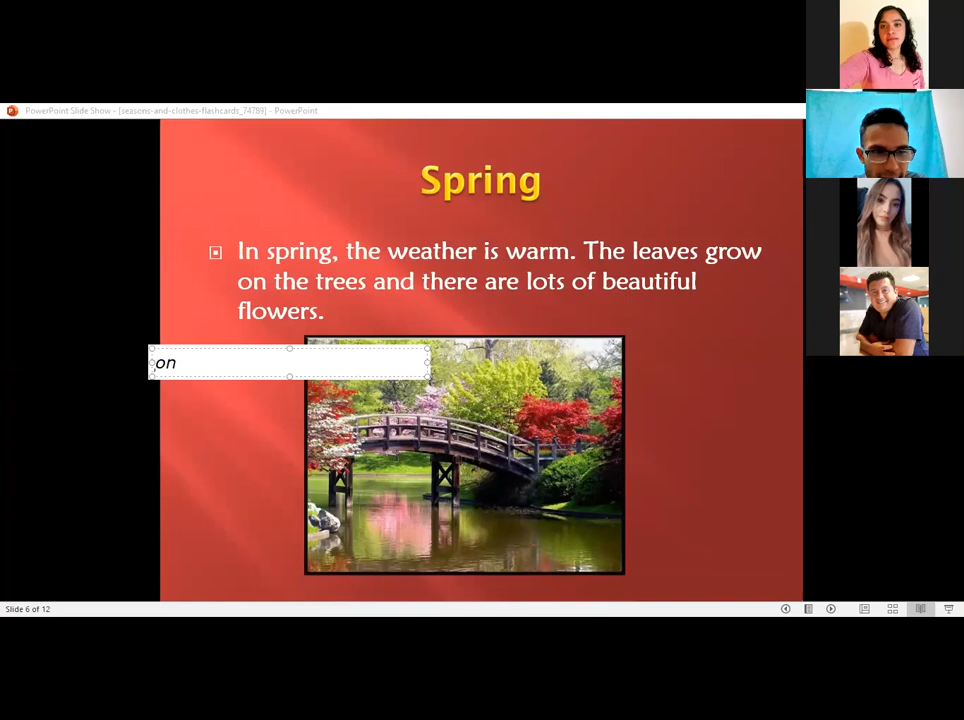 PowerPoint Slide Show - [seasons-and-clothes-flashcards_74789] - PowerPoint
Spring
In spring, the weather is warm. The leaves grow
on the trees and there are lots of beautiful
flowers.
on
Slide 6 of 12